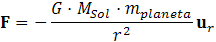 F = − G · M_Sol · m_planeta / r² u_r